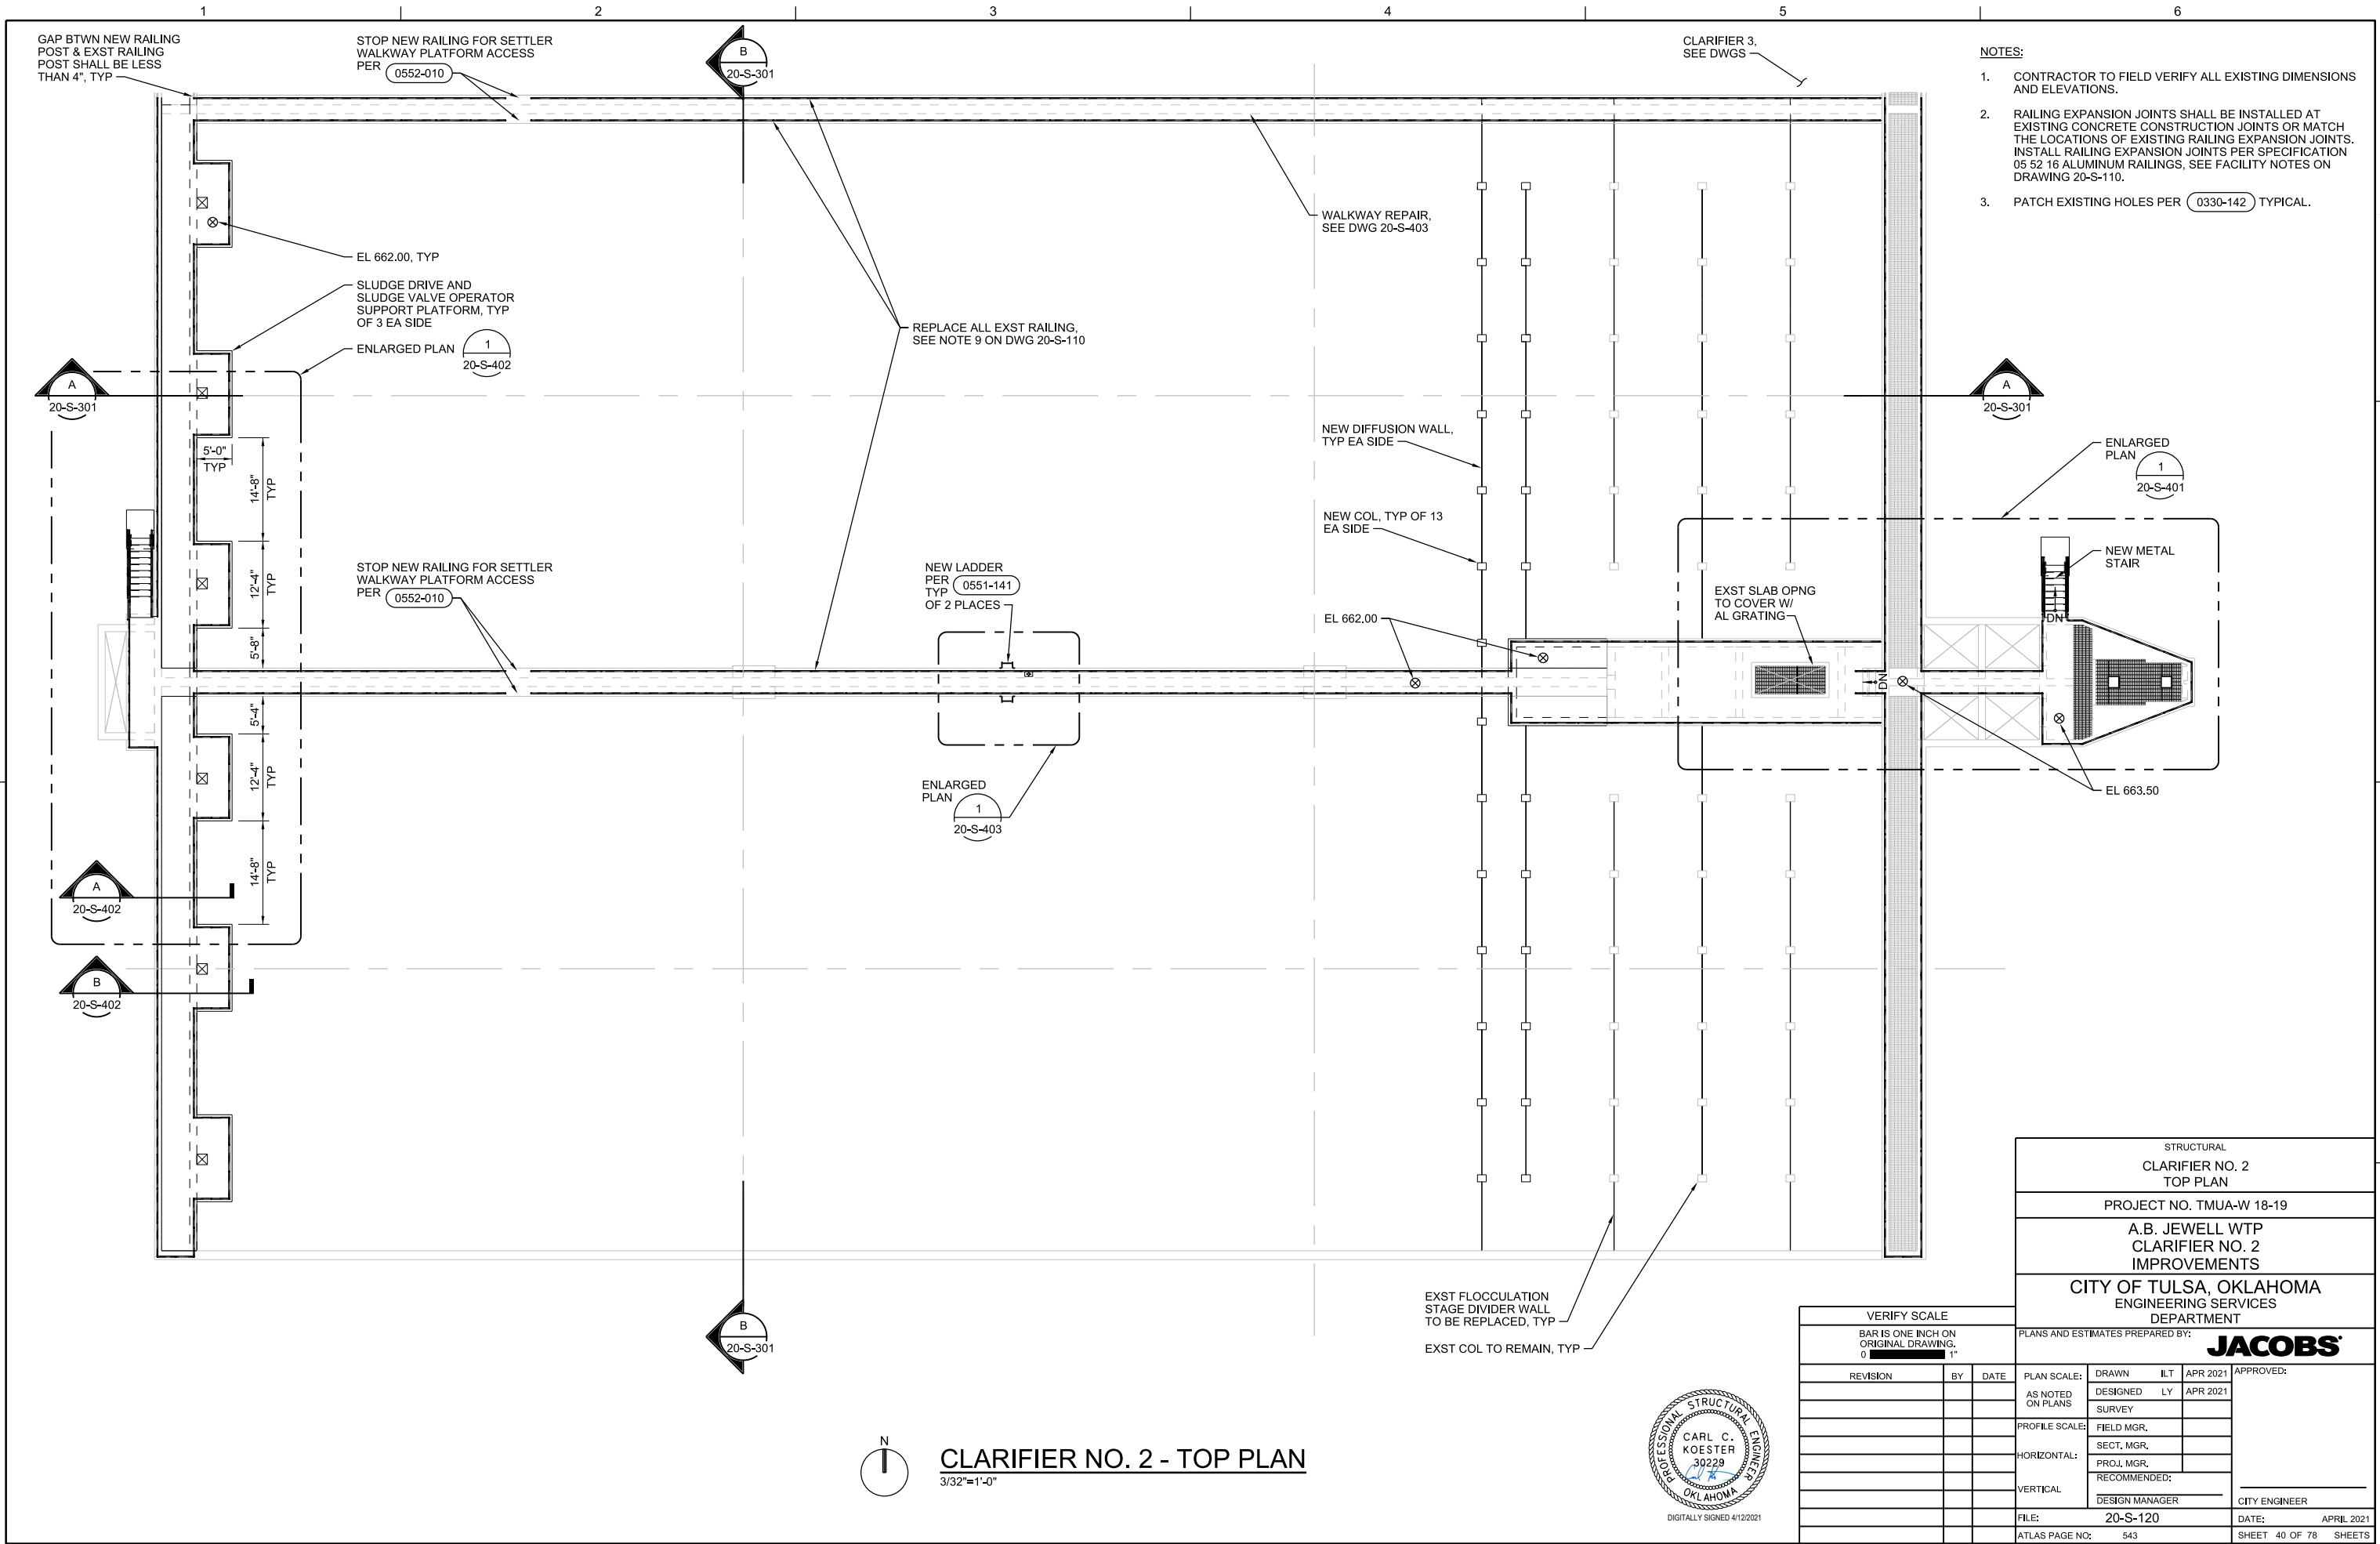 1 2 3 4 5 6
GAP BTWN NEW RAILING
POST & EXST RAILING
POST SHALL BE LESS
THAN 4", TYP
STOP NEW RAILING FOR SETTLER
WALKWAY PLATFORM ACCESS
PER 0552-010
B
20-S-301
CLARIFIER 3,
SEE DWGS
NOTES:
1. CONTRACTOR TO FIELD VERIFY ALL EXISTING DIMENSIONS
AND ELEVATIONS.
2. RAILING EXPANSION JOINTS SHALL BE INSTALLED AT
EXISTING CONCRETE CONSTRUCTION JOINTS OR MATCH
THE LOCATIONS OF EXISTING RAILING EXPANSION JOINTS.
INSTALL RAILING EXPANSION JOINTS PER SPECIFICATION
05 52 16 ALUMINUM RAILINGS, SEE FACILITY NOTES ON
DRAWING 20-S-110.
3. PATCH EXISTING HOLES PER 0330-142 TYPICAL.
WALKWAY REPAIR,
SEE DWG 20-S-403
EL 662.00, TYP
SLUDGE DRIVE AND
SLUDGE VALVE OPERATOR
SUPPORT PLATFORM, TYP
OF 3 EA SIDE
ENLARGED PLAN
1
20-S-402
REPLACE ALL EXST RAILING,
SEE NOTE 9 ON DWG 20-S-110
A
20-S-301
A
20-S-301
5'-0"
TYP
14'-8"
TYP
12'-4"
TYP
5'-8"
NEW DIFFUSION WALL,
TYP EA SIDE
ENLARGED
PLAN
1
20-S-401
NEW COL, TYP OF 13
EA SIDE
NEW METAL
STAIR
STOP NEW RAILING FOR SETTLER
WALKWAY PLATFORM ACCESS
PER 0552-010
NEW LADDER
PER 0551-141
TYP
OF 2 PLACES
EXST SLAB OPNG
TO COVER W/
AL GRATING
EL 662.00
DN
DN
5'-4"
12'-4"
TYP
14'-8"
TYP
ENLARGED
PLAN
1
20-S-403
EL 663.50
A
20-S-402
B
20-S-402
EXST FLOCCULATION
STAGE DIVIDER WALL
TO BE REPLACED, TYP
EXST COL TO REMAIN, TYP
B
20-S-301
N
CLARIFIER NO. 2 - TOP PLAN
3/32"=1'-0"
PROFESSIONAL STRUCTURAL ENGINEER
CARL C.
KOESTER
30229
OKLAHOMA
DIGITALLY SIGNED 4/12/2021
VERIFY SCALE
BAR IS ONE INCH ON
ORIGINAL DRAWING.
0 1"
REVISION BY DATE
STRUCTURAL
CLARIFIER NO. 2
TOP PLAN
PROJECT NO. TMUA-W 18-19
A.B. JEWELL WTP
CLARIFIER NO. 2
IMPROVEMENTS
CITY OF TULSA, OKLAHOMA
ENGINEERING SERVICES
DEPARTMENT
PLANS AND ESTIMATES PREPARED BY:
JACOBS
PLAN SCALE:
AS NOTED
ON PLANS
PROFILE SCALE:
HORIZONTAL:
VERTICAL
DRAWN ILT APR 2021
DESIGNED LY APR 2021
SURVEY
FIELD MGR.
SECT. MGR.
PROJ. MGR.
RECOMMENDED:
DESIGN MANAGER
APPROVED:
CITY ENGINEER
FILE: 20-S-120
DATE: APRIL 2021
ATLAS PAGE NO: 543
SHEET 40 OF 78 SHEETS